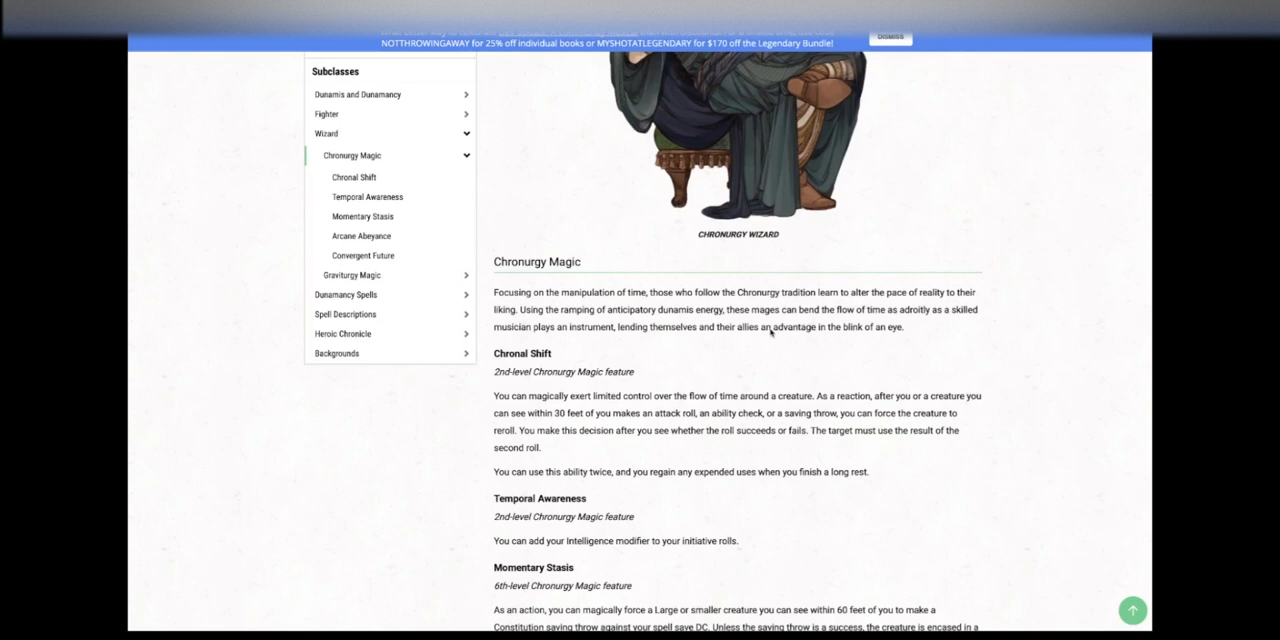 NOTTHROWINGAWAY for 25% off individual books or MYSHOTATLEGENDARY for $170 off the Legendary Bundle!
DISMISS
Subclasses
Dunamis and Dunamancy
Fighter
Wizard
Chronurgy Magic
Chronal Shift
Temporal Awareness
Momentary Stasis
Arcane Abeyance
Convergent Future
Graviturgy Magic
Dunamancy Spells
Spell Descriptions
Heroic Chronicle
Backgrounds
CHRONURGY WIZARD
Chronurgy Magic
Focusing on the manipulation of time, those who follow the Chronurgy tradition learn to alter the pace of reality to their
liking. Using the ramping of anticipatory dunamis energy, these mages can bend the flow of time as adroitly as a skilled
musician plays an instrument, lending themselves and their allies an advantage in the blink of an eye.
Chronal Shift
2nd-level Chronurgy Magic feature
You can magically exert limited control over the flow of time around a creature. As a reaction, after you or a creature you
can see within 30 feet of you makes an attack roll, an ability check, or a saving throw, you can force the creature to
reroll. You make this decision after you see whether the roll succeeds or fails. The target must use the result of the
second roll.
You can use this ability twice, and you regain any expended uses when you finish a long rest.
Temporal Awareness
2nd-level Chronurgy Magic feature
You can add your Intelligence modifier to your initiative rolls.
Momentary Stasis
6th-level Chronurgy Magic feature
As an action, you can magically force a Large or smaller creature you can see within 60 feet of you to make a
Constitution saving throw against your spell save DC. Unless the saving throw is a success, the creature is encased in a